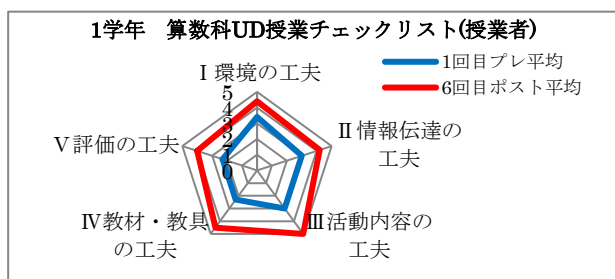 1学年　算数科UD授業チェックリスト(授業者)
1回目プレ平均
6回目ポスト平均
Ⅰ環境の工夫
5
4
3
2
1
0
Ⅱ情報伝達の
工夫
Ⅴ評価の工夫
Ⅳ教材・教具
の工夫
Ⅲ活動内容の
工夫